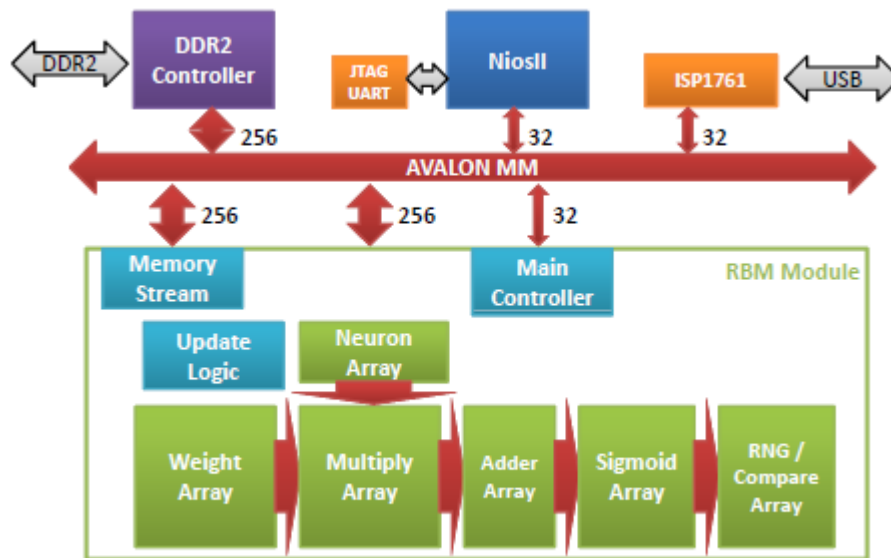 DDR2
DDR2
Controller
JTAG
UART
NiosII
ISP1761
USB
256
32
32
AVALON MM
256
256
32
Memory
Stream
Main
Controller
RBM Module
Update
Logic
Neuron
Array
Weight
Array
Multiply
Array
Adder
Array
Sigmoid
Array
RNG /
Compare
Array